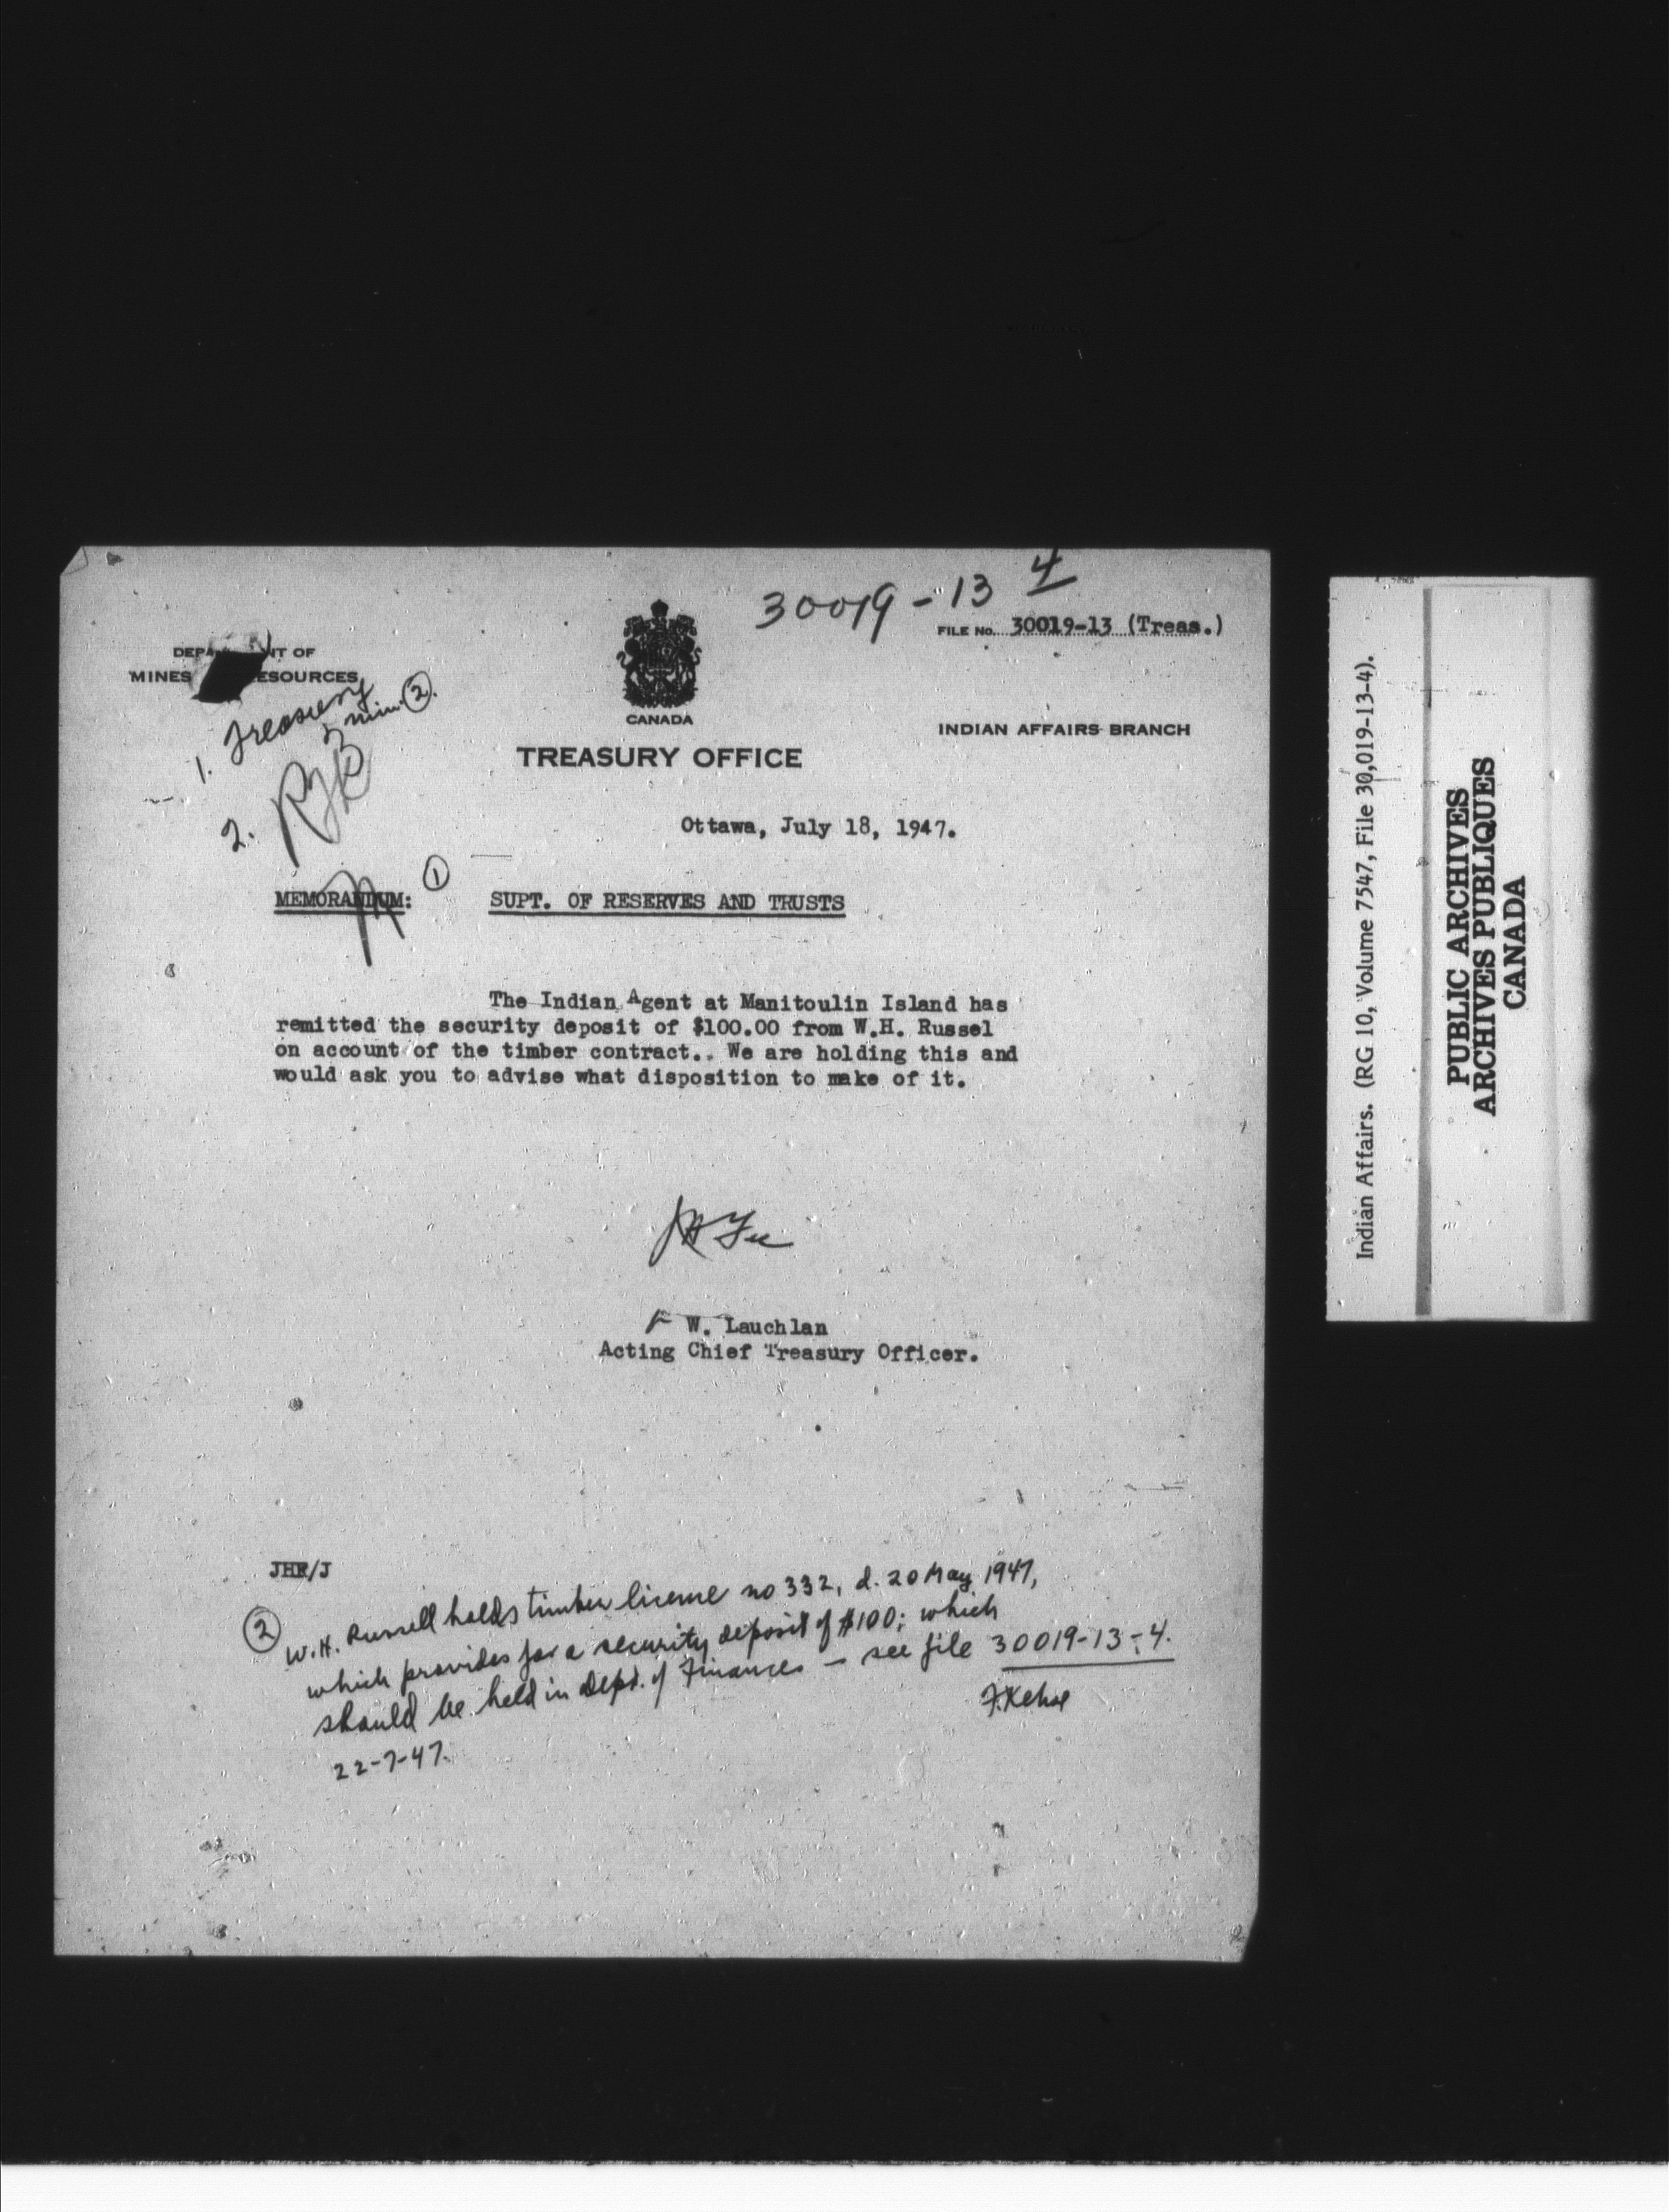 30019-13 4
FILE No. 30019-13 (Treas.)
DEPA NT OF
MINES ESOURCES
CANADA
INDIAN AFFAIRS BRANCH
TREASURY OFFICE
1. Treasury
min. ②.
2.
Ottawa, July 18, 1947.
①
MEMORANDUM: SUPT. OF RESERVES AND TRUSTS
The Indian Agent at Manitoulin Island has
remitted the security deposit of $100.00 from W.H. Russel
on account of the timber contract.. We are holding this and
would ask you to advise what disposition to make of it.
W. Lauchlan
Acting Chief Treasury Officer.
JHF/J
② W.H. Russell holds timber license no 332, d. 20 May 1947,
which provides for a security deposit of $100; which
should be held in Dept. of Finances – see file 30019-13-4.
F. Kehoe
22-7-47.
Indian Affairs. (RG 10, Volume 7547, File 30,019-13-4).
PUBLIC ARCHIVES
ARCHIVES PUBLIQUES
CANADA